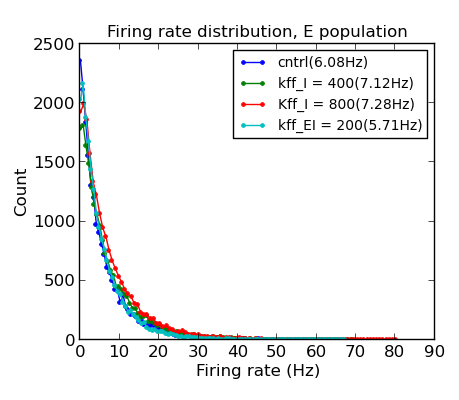 Firing rate distribution, E population
cntrl(6.08Hz)
kff_I = 400(7.12Hz)
Kff_I = 800(7.28Hz)
kff_EI = 200(5.71Hz)
2500
2000
1500
1000
500
0
Count
0 10 20 30 40 50 60 70 80 90
Firing rate (Hz)